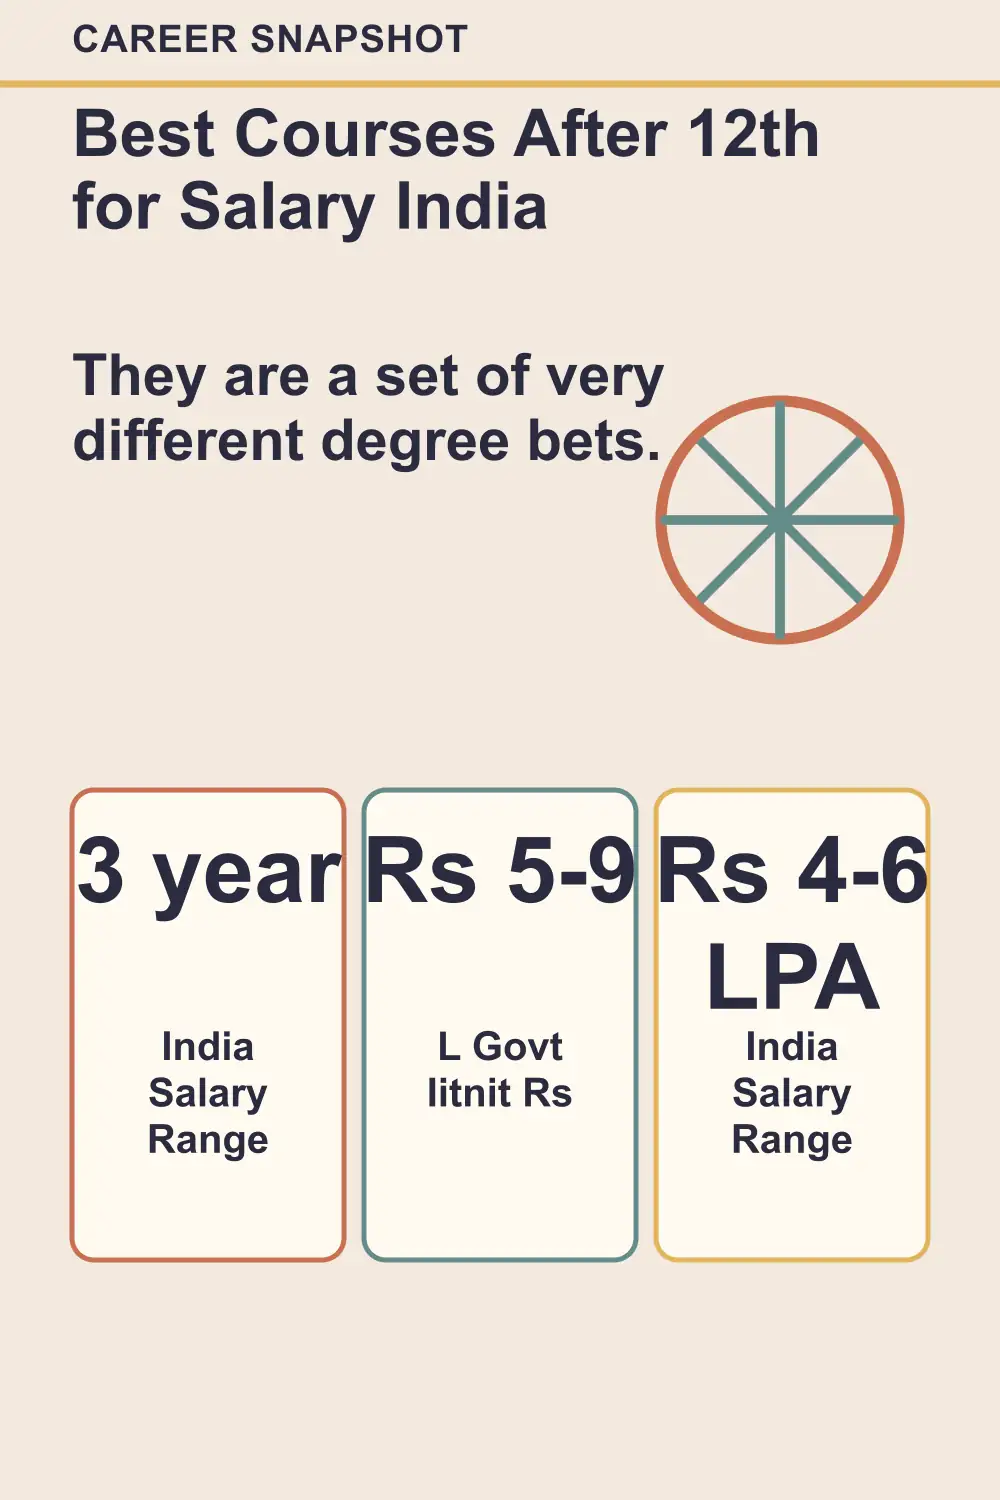 CAREER SNAPSHOT
Best Courses After 12th
for Salary India
They are a set of very
different degree bets.
3 year
India
Salary
Range
Rs 5-9
L Govt
Iitnit Rs
Rs 4-6
LPA
India
Salary
Range